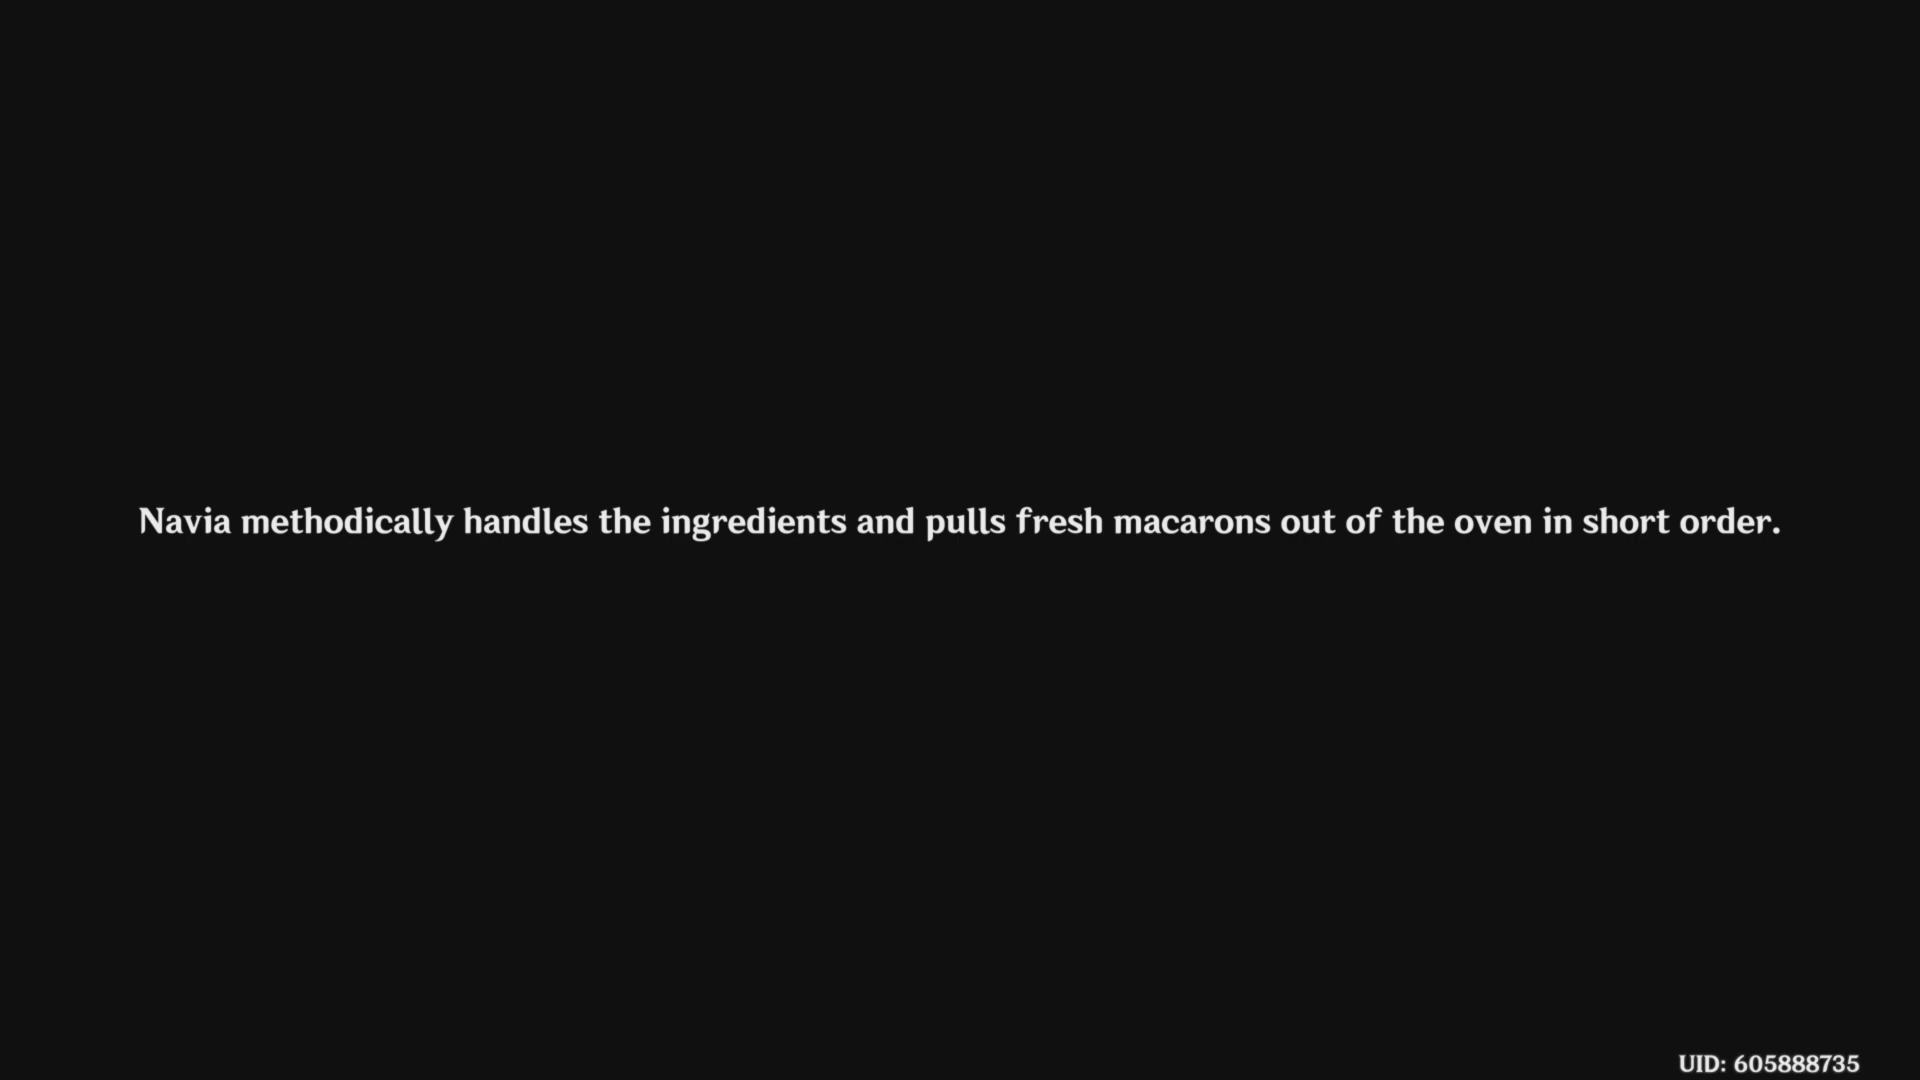 Navia methodically handles the ingredients and pulls fresh macarons out of the oven in short order.
UID: 605888735